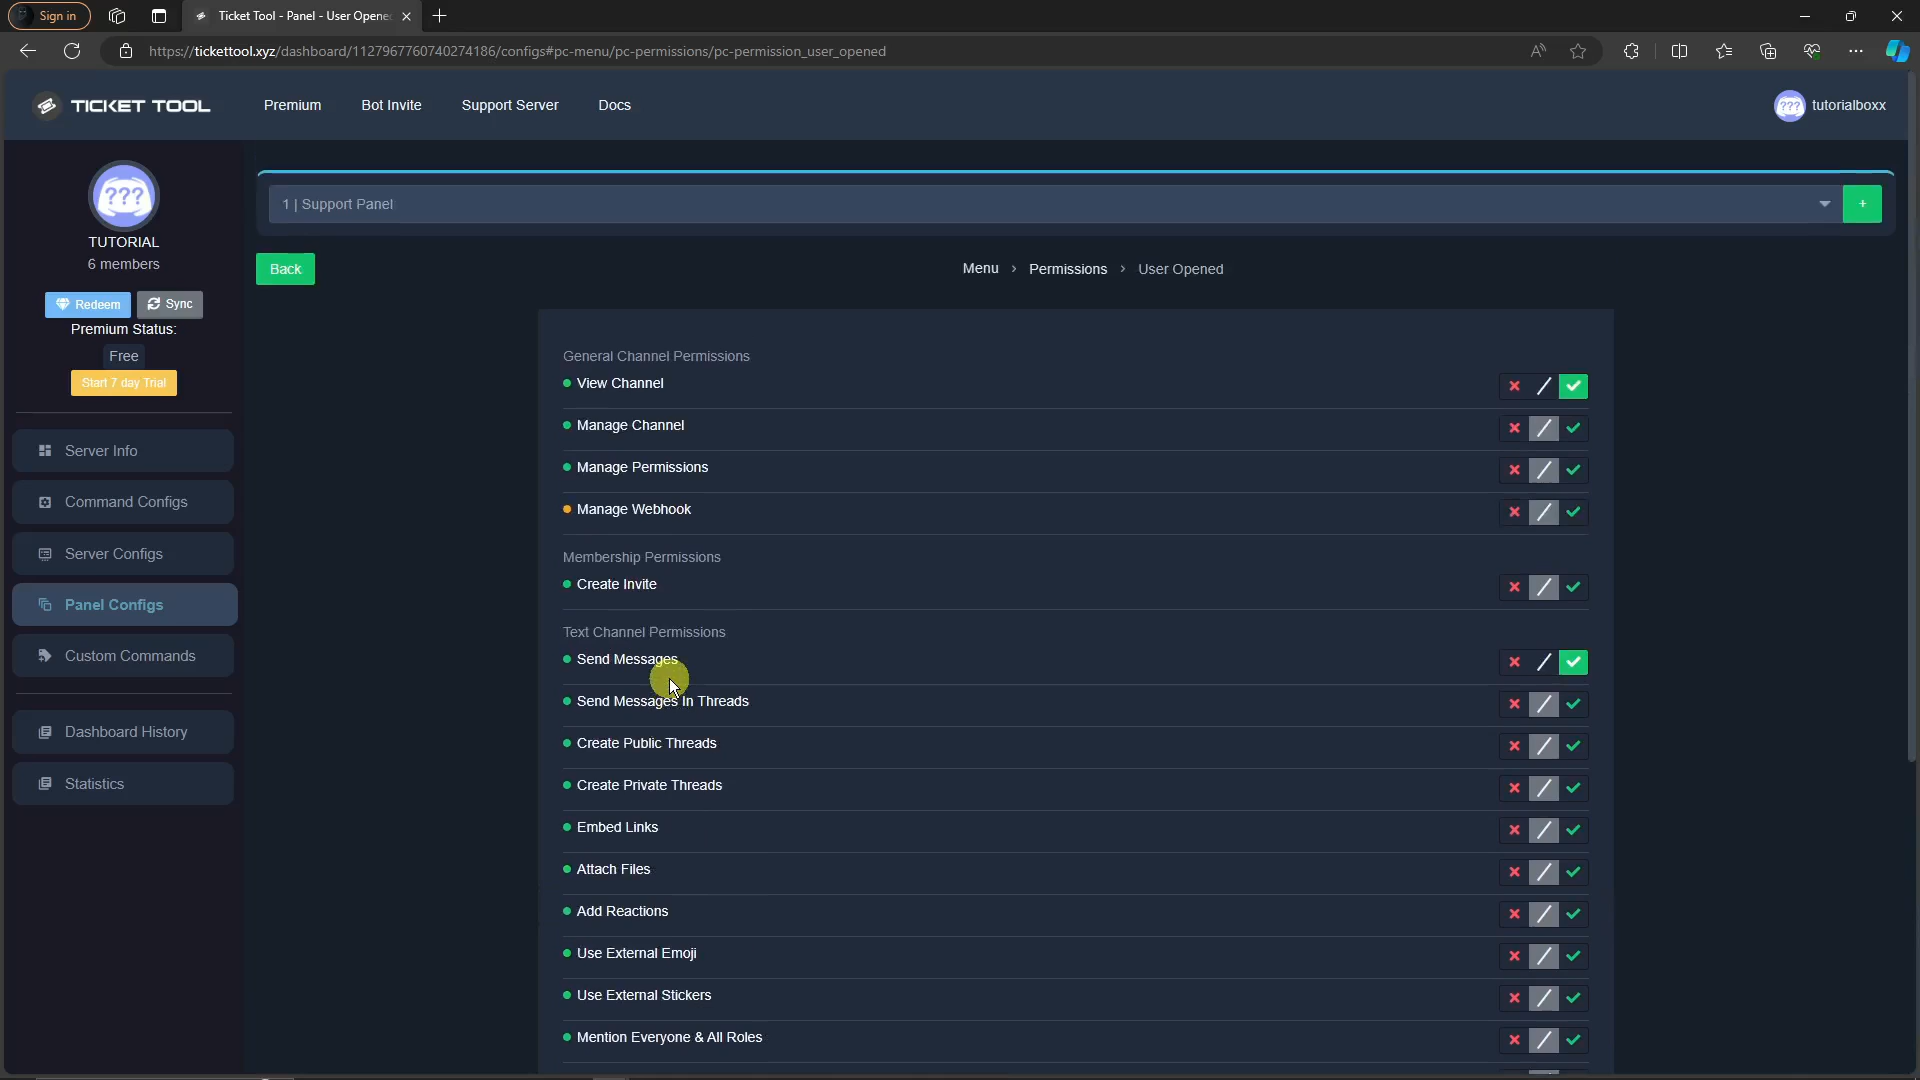 Sign in
Ticket Tool - Panel - User Opene
https://tickettool.xyz/dashboard/1127967760740274186/configs#pc-menu/pc-permissions/pc-permission_user_opened
TICKET TOOL
Premium
Bot Invite
Support Server
Docs
???
tutorialboxx
???
TUTORIAL
6 members
Redeem
Sync
Premium Status:
Free
Start 7 day Trial
Server Info
Command Configs
Server Configs
Panel Configs
Custom Commands
Dashboard History
Statistics
1 | Support Panel
+
Back
Menu › Permissions › User Opened
General Channel Permissions
View Channel
Manage Channel
Manage Permissions
Manage Webhook
Membership Permissions
Create Invite
Text Channel Permissions
Send Messages
Send Messages In Threads
Create Public Threads
Create Private Threads
Embed Links
Attach Files
Add Reactions
Use External Emoji
Use External Stickers
Mention Everyone & All Roles